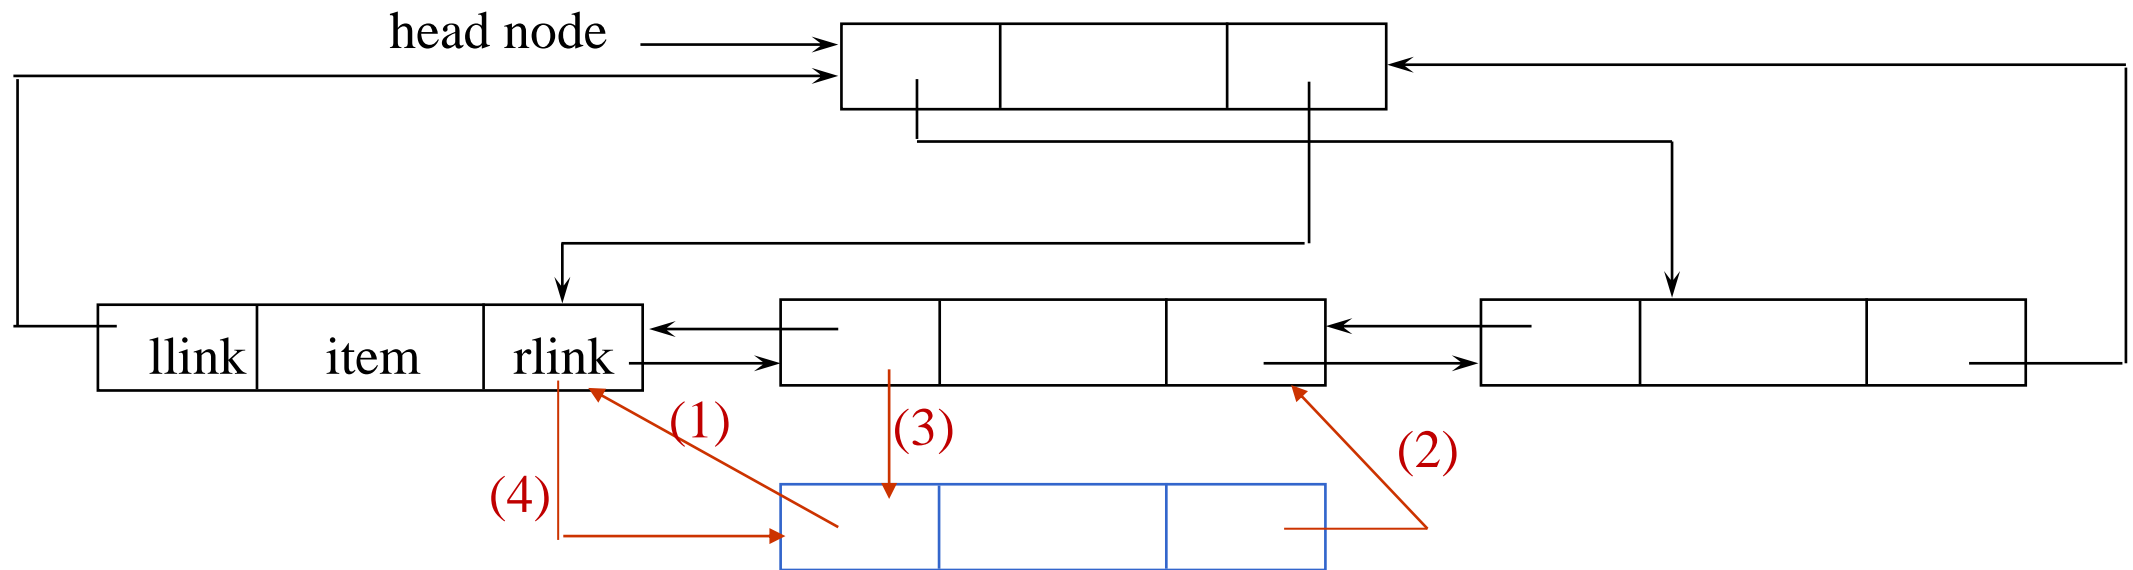 head node
llink item rlink
(1)
(3)
(2)
(4)